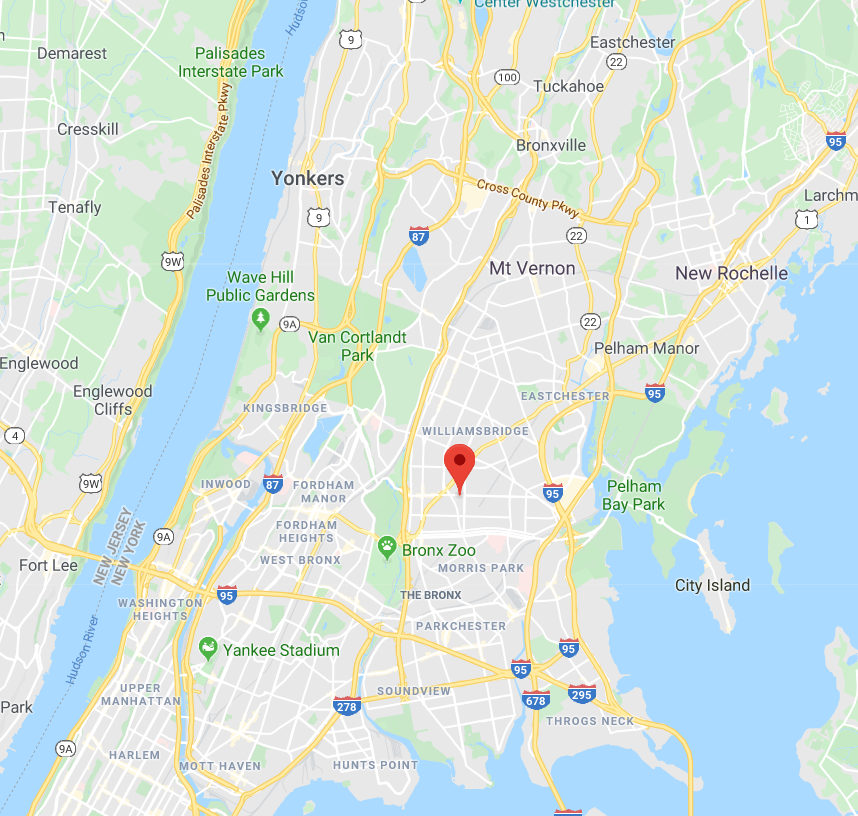 Center Westchester
Hudson
9
Demarest
Palisades
Interstate Park
Eastchester
22
100
Tuckahoe
Palisades Interstate Pkwy
Cresskill
Bronxville
95
Yonkers
Cross County Pkwy
Larchm
Tenafly
9
1
87
22
9W
Mt Vernon
New Rochelle
Wave Hill
Public Gardens
9A
22
Van Cortlandt
Park
Pelham Manor
Englewood
Englewood
Cliffs
95
EASTCHESTER
KINGSBRIDGE
4
WILLIAMSBRIDGE
9W
INWOOD
87
FORDHAM
MANOR
95
Pelham
Bay Park
NEW JERSEY
NEW YORK
9A
FORDHAM
HEIGHTS
Bronx Zoo
WEST BRONX
MORRIS PARK
Fort Lee
City Island
95
THE BRONX
WASHINGTON
HEIGHTS
PARKCHESTER
Hudson River
Yankee Stadium
95
95
UPPER
MANHATTAN
SOUNDVIEW
678
295
278
Park
THROGS NECK
9A
HARLEM
MOTT HAVEN
HUNTS POINT